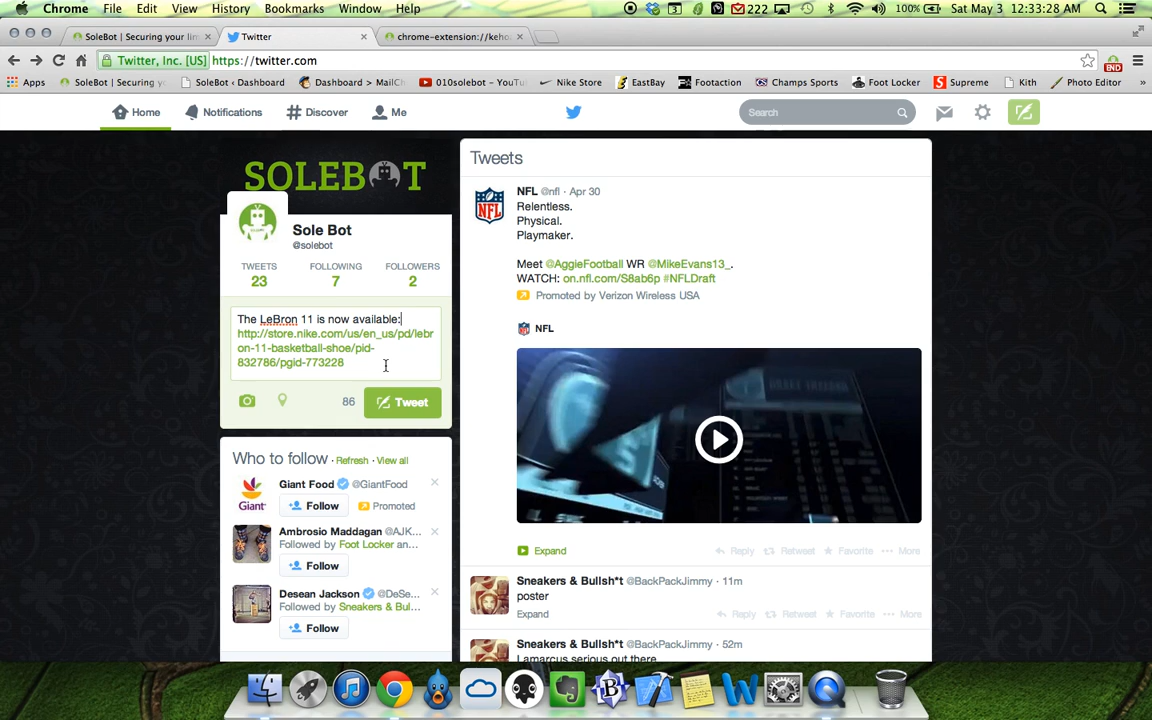 Chrome File Edit View History Bookmarks Window Help 3 222 100% Sat May 3 12:33:28 AM
SoleBot | Securing your lim × Twitter × chrome-extension://keho ×
Twitter, Inc. [US] https://twitter.com END
Apps SoleBot | Securing yo SoleBot ‹ Dashboard Dashboard | MailC 010solebot – YouTu Nike Store EastBay Footaction Champs Sports Foot Locker S Supreme Kith Photo Editor »
Home Notifications Discover Me Search
SOLEBOT
Sole Bot
@solebot
TWEETS FOLLOWING FOLLOWERS
23 7 2
The LeBron 11 is now available:
http://store.nike.com/us/en_us/pd/lebr
on-11-basketball-shoe/pid-
832786/pgid-773228
86 Tweet
Who to follow · Refresh · View all
Giant Giant Food @GiantFood
Follow Promoted
Ambrosio Maddagan @AJK...
Followed by Foot Locker an...
Follow
Desean Jackson @DeSe...
Followed by Sneakers & Bul...
Follow
Tweets
NFL @nfl · Apr 30
Relentless.
Physical.
Playmaker.
Meet @AggieFootball WR @MikeEvans13_.
WATCH: on.nfl.com/S8ab6p #NFLDraft
Promoted by Verizon Wireless USA
NFL
Expand Reply Retweet Favorite More
Sneakers & Bullsh*t @BackPackJimmy · 11m
poster
Expand Reply Retweet Favorite More
Sneakers & Bullsh*t @BackPackJimmy · 52m
Lamarcus serious out there